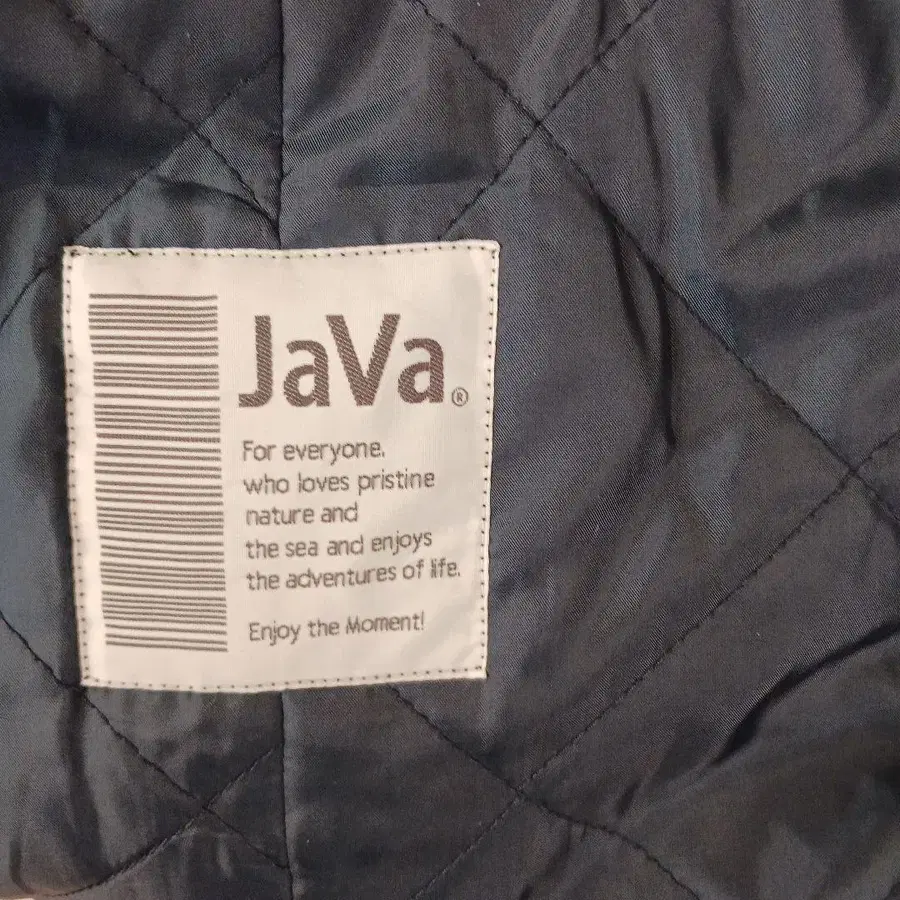 JaVa®
For everyone.
who loves pristine
nature and
the sea and enjoys
the adventures of life.
Enjoy the Moment!